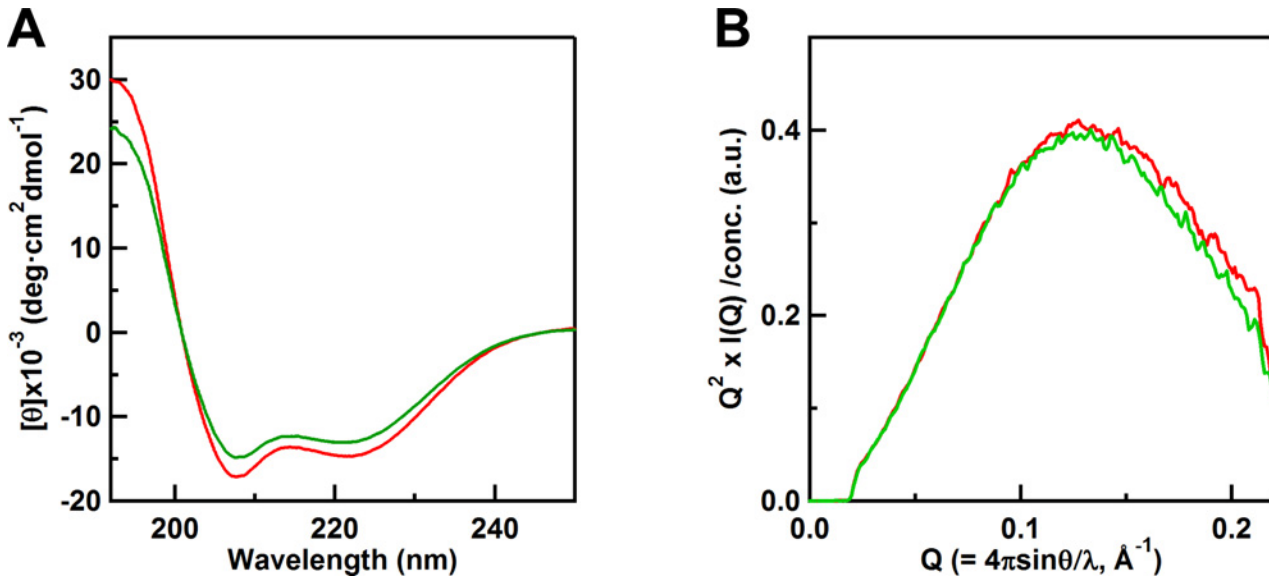 A
[θ]x10⁻³ (deg·cm²dmol⁻¹)
30
20
10
0
-10
-20
200
220
240
Wavelength (nm)
B
Q² x I(Q) /conc. (a.u.)
0.4
0.2
0.0
0.0
0.1
0.2
Q (= 4πsinθ/λ, Å⁻¹)